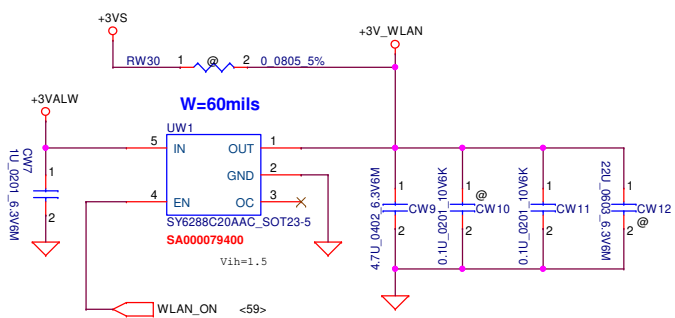 +3VS
+3V_WLAN
RW30 1 @ 2 0_0805_5%
+3VALW
W=60mils
UW1
5 IN OUT 1
GND 2
4 EN OC 3
SY6288C20AAC_SOT23-5
SA000079400
Vih=1.5
CW7
1U_0201_6.3V6M
1
2
4.7U_0402_6.3V6M
1
CW9
2
0.1U_0201_10V6K
1
@
CW10
2
0.1U_0201_10V6K
1
CW11
2
22U_0603_6.3V6M
1
CW12
@
2
WLAN_ON <59>